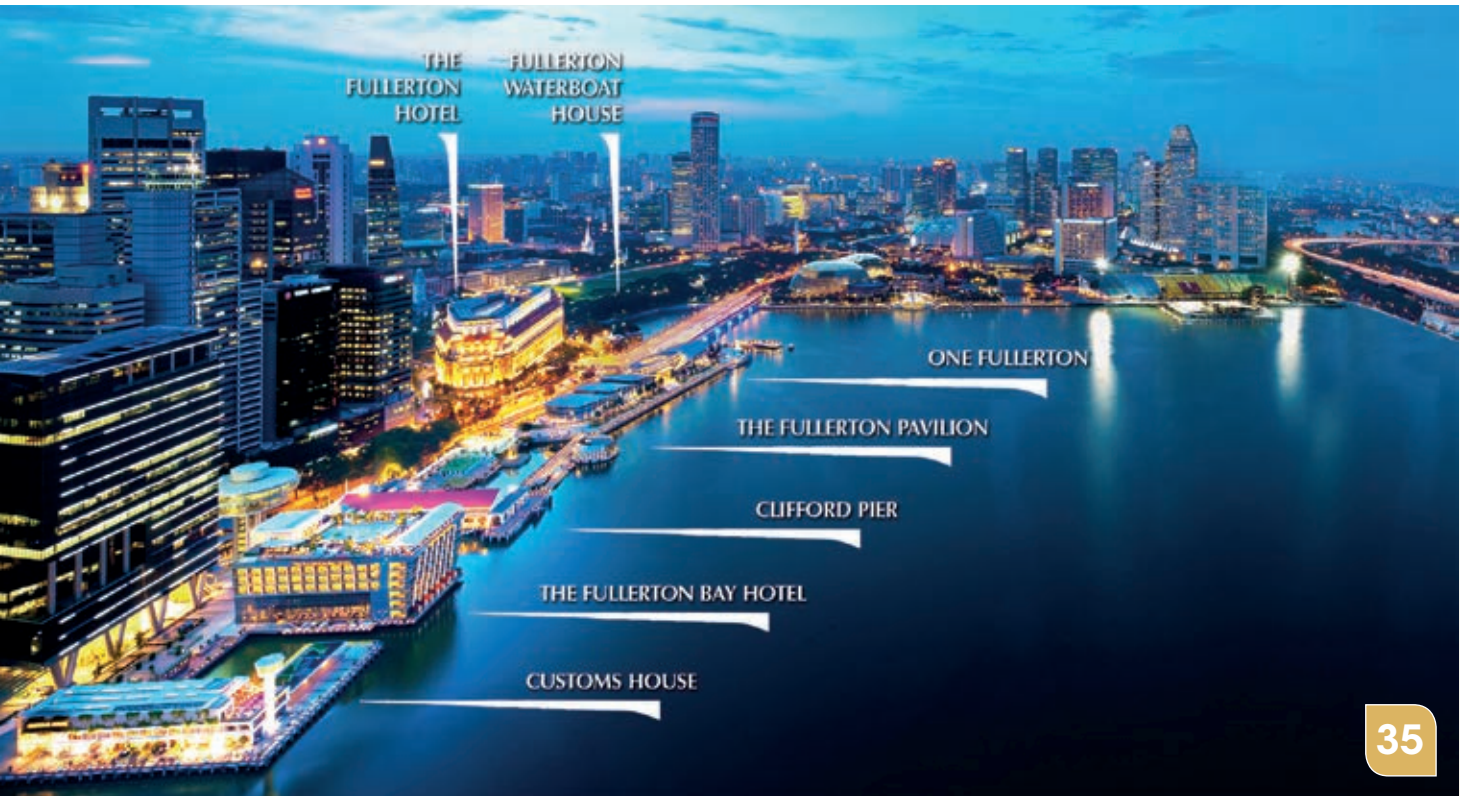 THE
FULLERTON
HOTEL
FULLERTON
WATERBOAT
HOUSE
ONE FULLERTON
THE FULLERTON PAVILION
CLIFFORD PIER
THE FULLERTON BAY HOTEL
CUSTOMS HOUSE
35